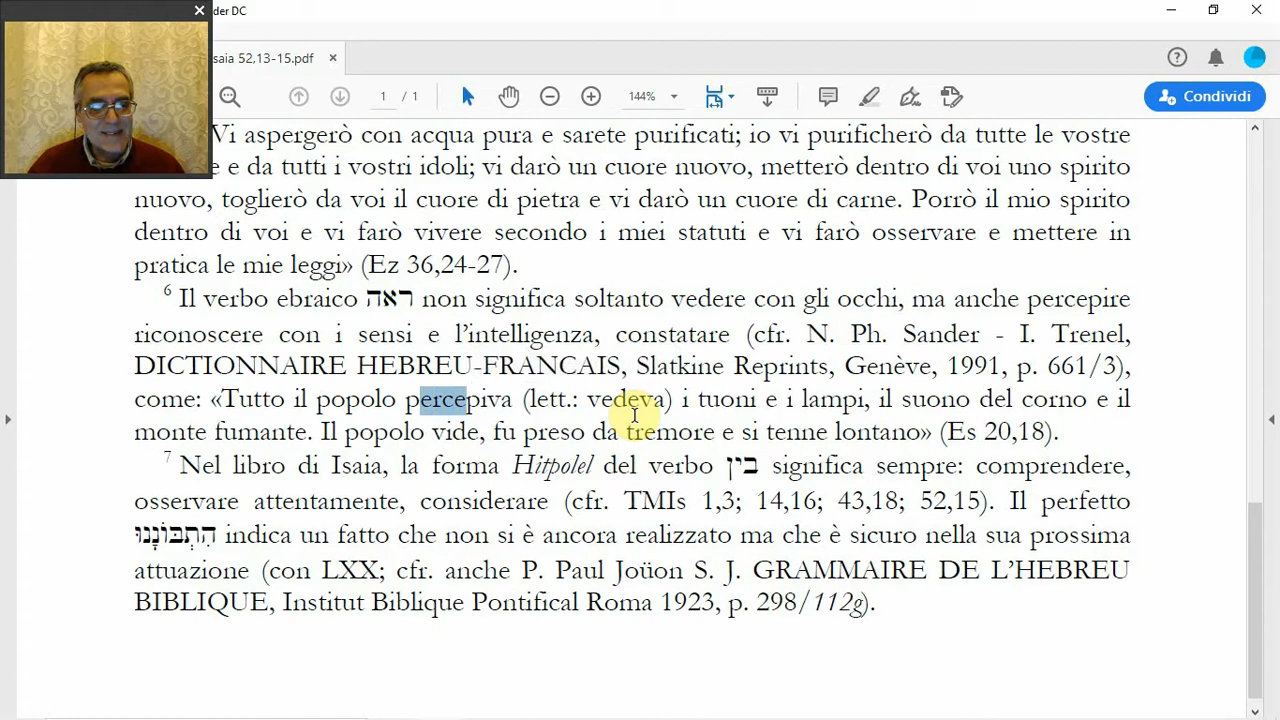 der DC
saia 52,13-15.pdf
1 / 1
144%
Condividi
Vi aspergerò con acqua pura e sarete purificati; io vi purificherò da tutte le vostre
e e da tutti i vostri idoli; vi darò un cuore nuovo, metterò dentro di voi uno spirito
nuovo, toglierò da voi il cuore di pietra e vi darò un cuore di carne. Porrò il mio spirito
dentro di voi e vi farò vivere secondo i miei statuti e vi farò osservare e mettere in
pratica le mie leggi» (Ez 36,24-27).
6 Il verbo ebraico ראה non significa soltanto vedere con gli occhi, ma anche percepire
riconoscere con i sensi e l’intelligenza, constatare (cfr. N. Ph. Sander - I. Trenel,
DICTIONNAIRE HEBREU-FRANCAIS, Slatkine Reprints, Genève, 1991, p. 661/3),
come: «Tutto il popolo percepiva (lett.: vedeva) i tuoni e i lampi, il suono del corno e il
monte fumante. Il popolo vide, fu preso da tremore e si tenne lontano» (Es 20,18).
7 Nel libro di Isaia, la forma Hitpolel del verbo בין significa sempre: comprendere,
osservare attentamente, considerare (cfr. TMIs 1,3; 14,16; 43,18; 52,15). Il perfetto
הִתְבּוֹנָנוּ indica un fatto che non si è ancora realizzato ma che è sicuro nella sua prossima
attuazione (con LXX; cfr. anche P. Paul Joüon S. J. GRAMMAIRE DE L’HEBREU
BIBLIQUE, Institut Biblique Pontifical Roma 1923, p. 298/112g).